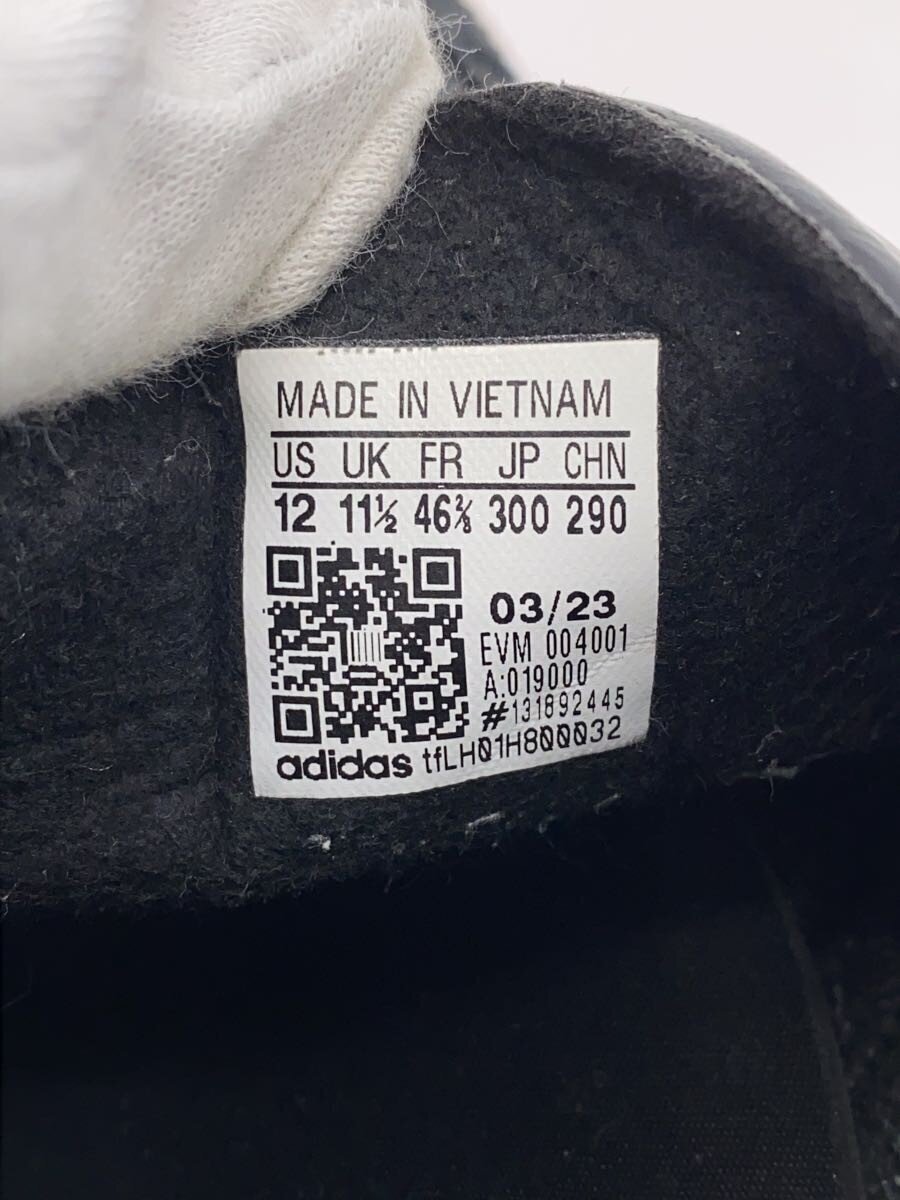 MADE IN VIETNAM
US UK FR JP CHN
12 11½ 46⅔ 300 290
03/23
EVM 004001
A:019000
#131892445
adidas tfLH01H800032